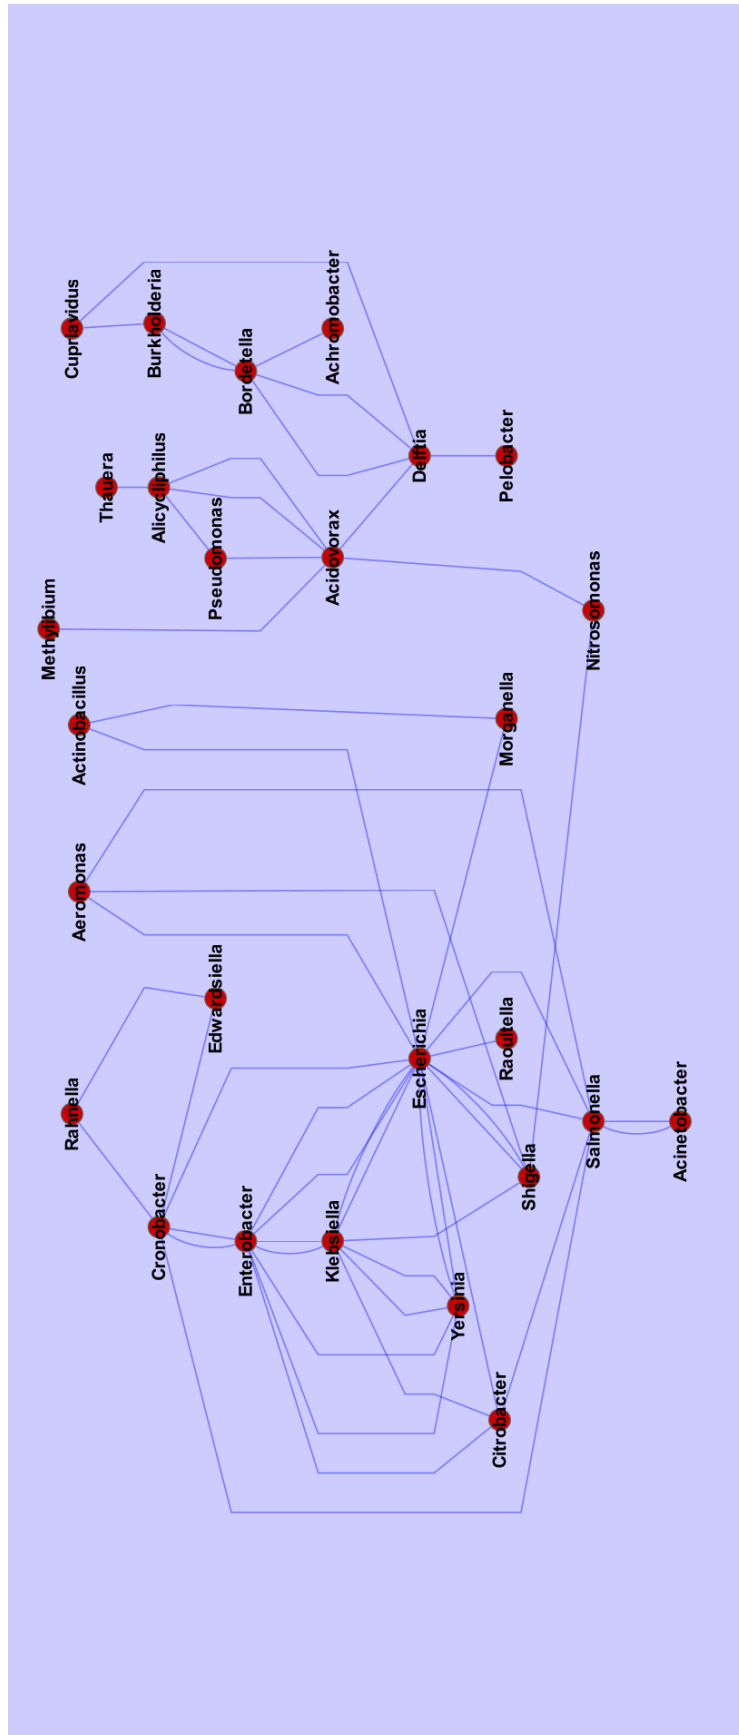 Cupriavidus
Burkholderia
Bordetella
Achromobacter
Thauera
Alicycliphilus
Pseudomonas
Acidovorax
Delftia
Pelobacter
Methylibium
Nitrosomonas
Actinobacillus
Morganella
Aeromonas
Edwardsiella
Rahnella
Escherichia
Raoultella
Salmonella
Acinetobacter
Shigella
Cronobacter
Enterobacter
Klebsiella
Yersinia
Citrobacter